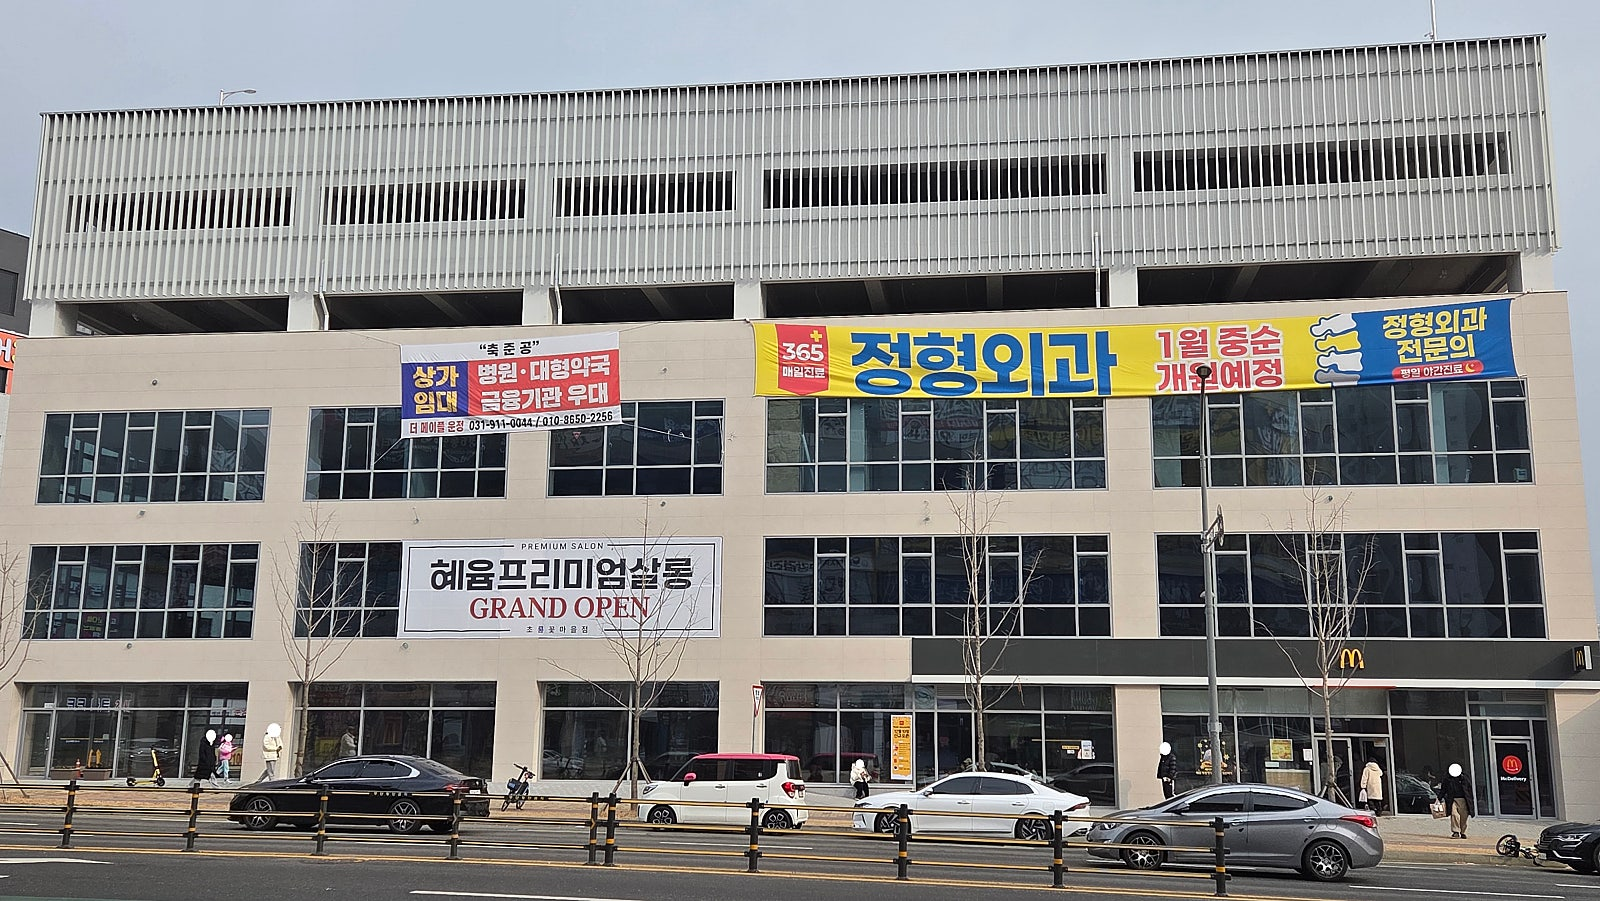 "축 준 공"
상가
임대
병원·대형약국
금융기관 우대
더 메이플 운정 031-911-0044 / 010-8650-2256
365
매일진료
정형외과
1월 중순
개원예정
정형외과
전문의
평일 야간진료
PREMIUM SALON
혜윰프리미엄살롱
GRAND OPEN
초롱꽃마을점
McDelivery